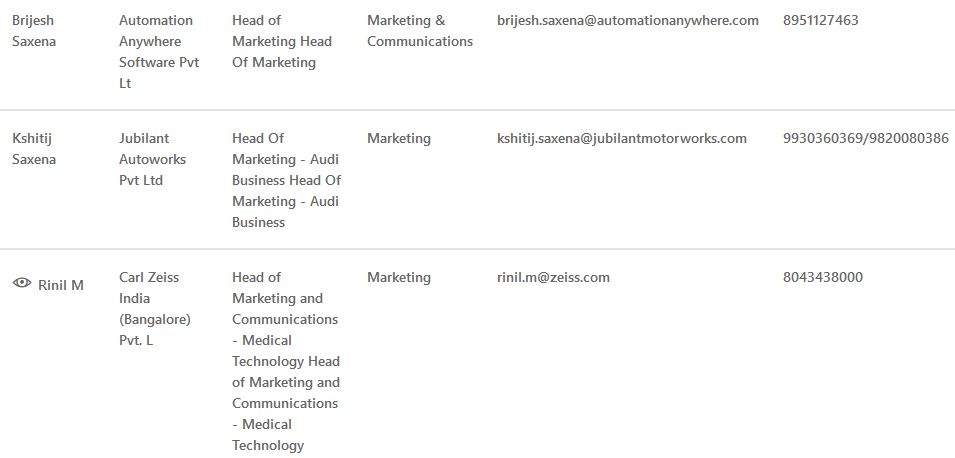 Brijesh Saxena
Automation Anywhere Software Pvt Lt
Head of Marketing Head Of Marketing
Marketing & Communications
brijesh.saxena@automationanywhere.com
8951127463
Kshitij Saxena
Jubilant Autoworks Pvt Ltd
Head Of Marketing - Audi Business Head Of Marketing - Audi Business
Marketing
kshitij.saxena@jubilantmotorworks.com
9930360369/9820080386
Rinil M
Carl Zeiss India (Bangalore) Pvt. L
Head of Marketing and Communications - Medical Technology Head of Marketing and Communications - Medical Technology
Marketing
rinil.m@zeiss.com
8043438000